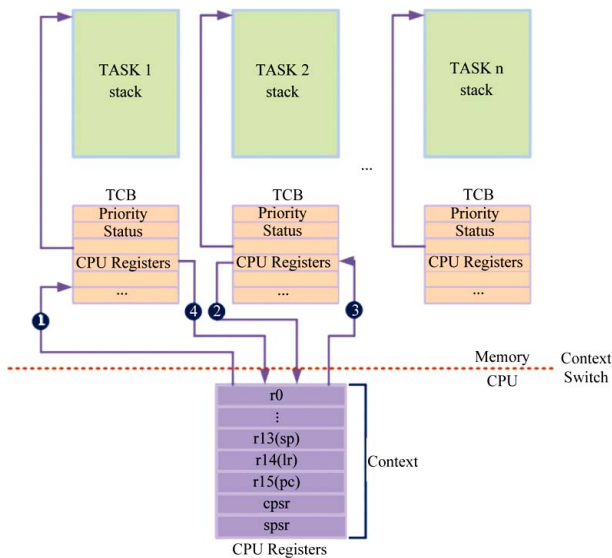 TASK 1
stack
TASK 2
stack
TASK n
stack
...
TCB
Priority
Status
CPU Registers
...
TCB
Priority
Status
CPU Registers
...
TCB
Priority
Status
CPU Registers
...
1
4
2
3
Memory
CPU
Context
Switch
r0
⋮
r13(sp)
r14(lr)
r15(pc)
cpsr
spsr
Context
CPU Registers